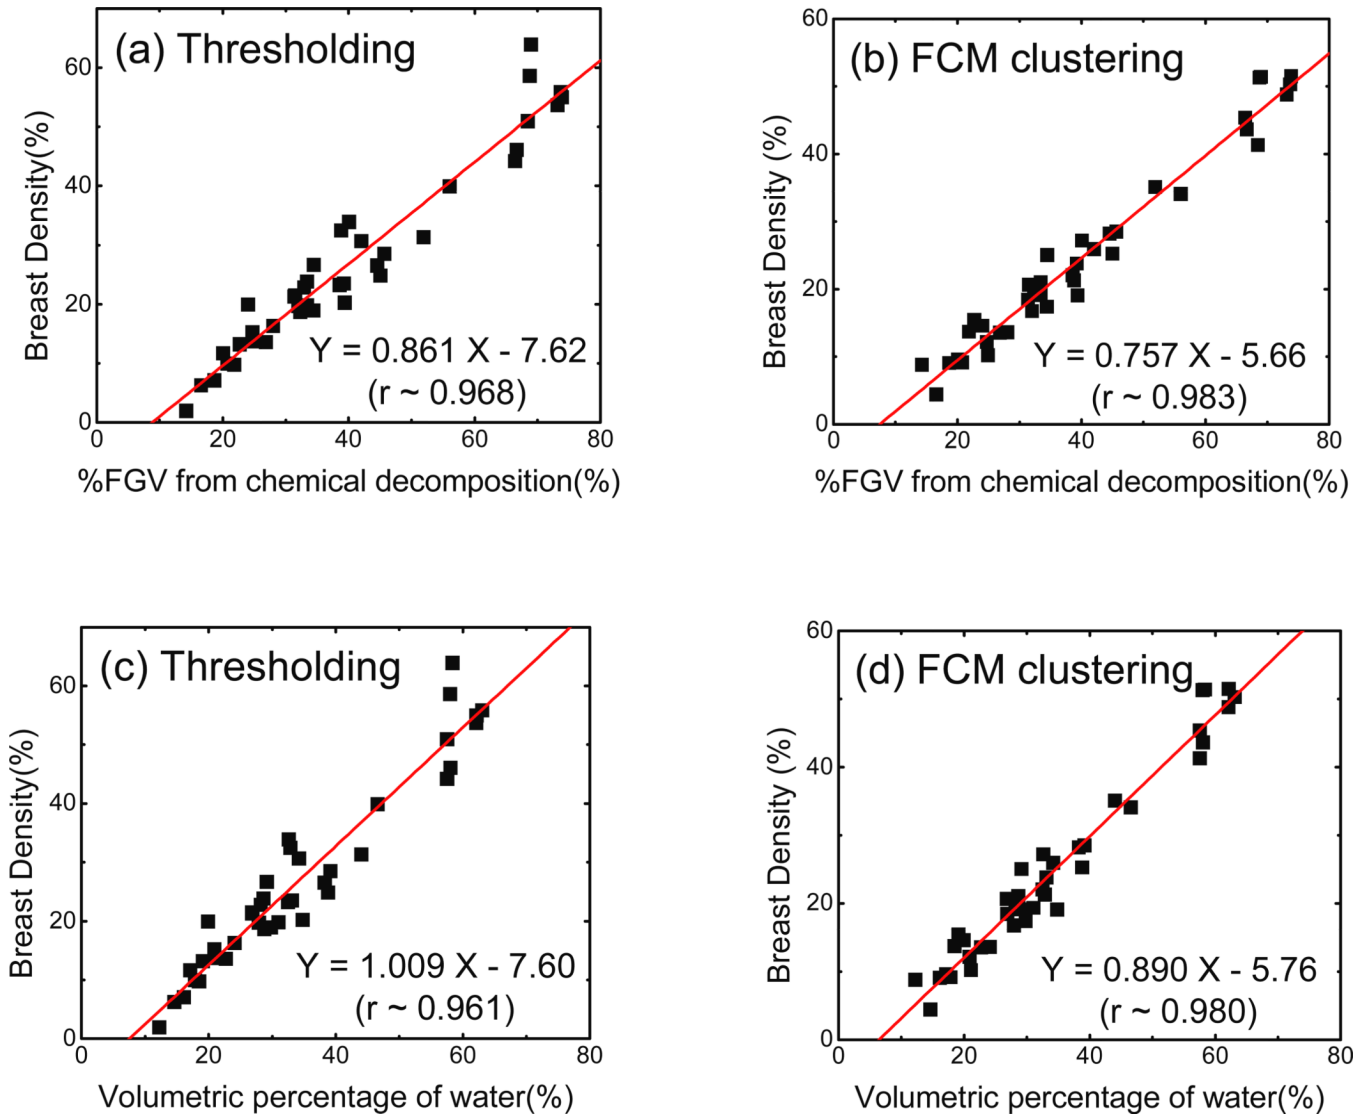 (a) Thresholding
Breast Density(%)
60
40
20
0
Y = 0.861 X - 7.62
(r ~ 0.968)
0 20 40 60 80
%FGV from chemical decomposition(%)
(b) FCM clustering
Breast Density (%)
60
40
20
0
Y = 0.757 X - 5.66
(r ~ 0.983)
0 20 40 60 80
%FGV from chemical decomposition(%)
(c) Thresholding
Breast Density(%)
60
40
20
0
Y = 1.009 X - 7.60
(r ~ 0.961)
0 20 40 60 80
Volumetric percentage of water(%)
(d) FCM clustering
Breast Density (%)
60
40
20
0
Y = 0.890 X - 5.76
(r ~ 0.980)
0 20 40 60 80
Volumetric percentage of water(%)